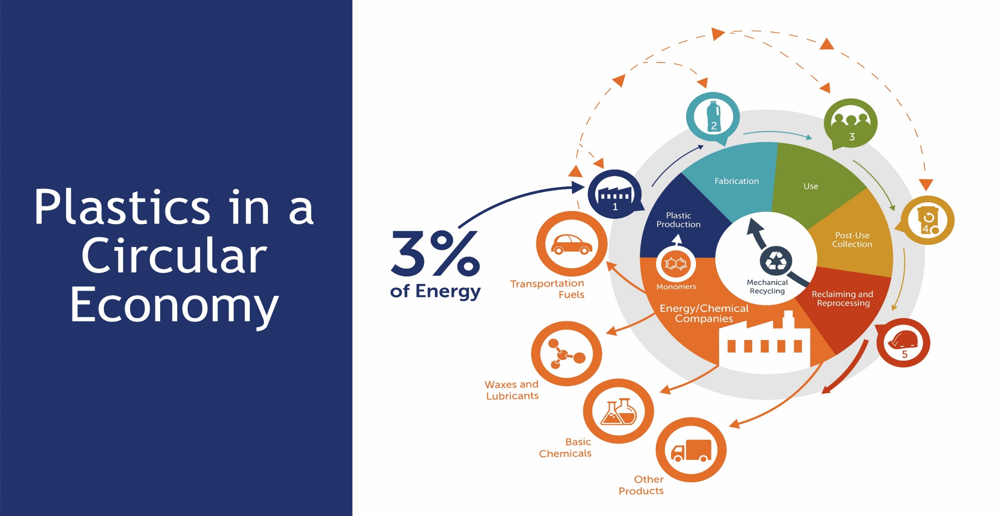 Plastics in a
Circular
Economy
3%
of Energy
1
2
3
4
5
Plastic
Production
Fabrication
Use
Post-Use
Collection
Reclaiming and
Reprocessing
Mechanical
Recycling
Monomers
Energy/Chemical
Companies
Transportation
Fuels
Waxes and
Lubricants
Basic
Chemicals
Other
Products